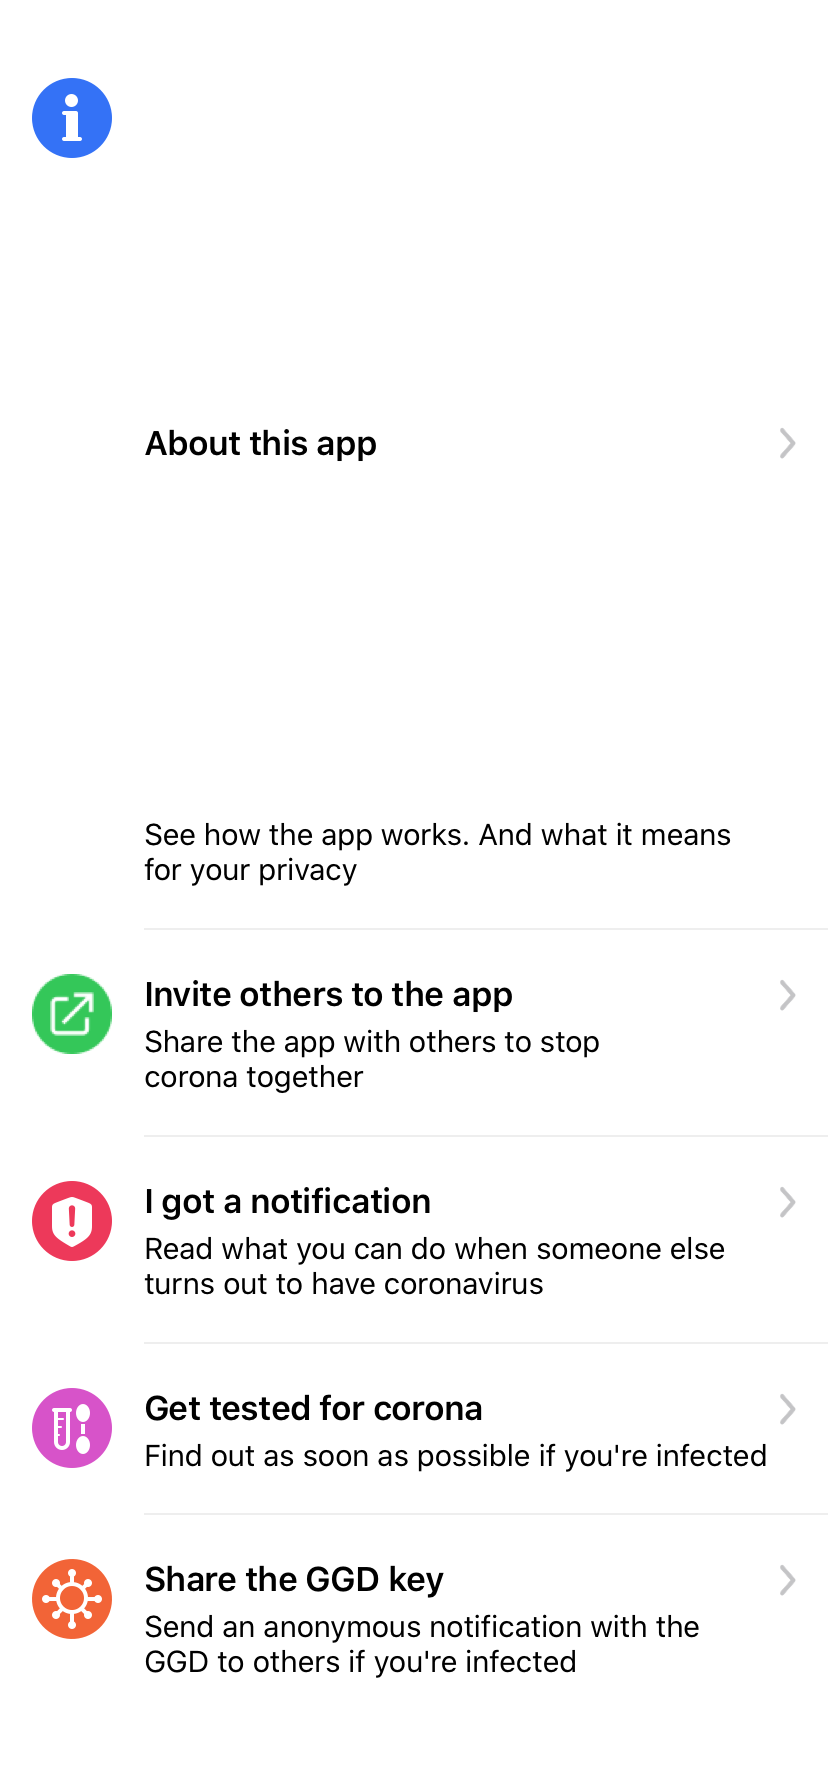 About this app
See how the app works. And what it means
for your privacy
Invite others to the app
Share the app with others to stop
corona together
I got a notification
Read what you can do when someone else
turns out to have coronavirus
Get tested for corona
Find out as soon as possible if you're infected
Share the GGD key
Send an anonymous notification with the
GGD to others if you're infected